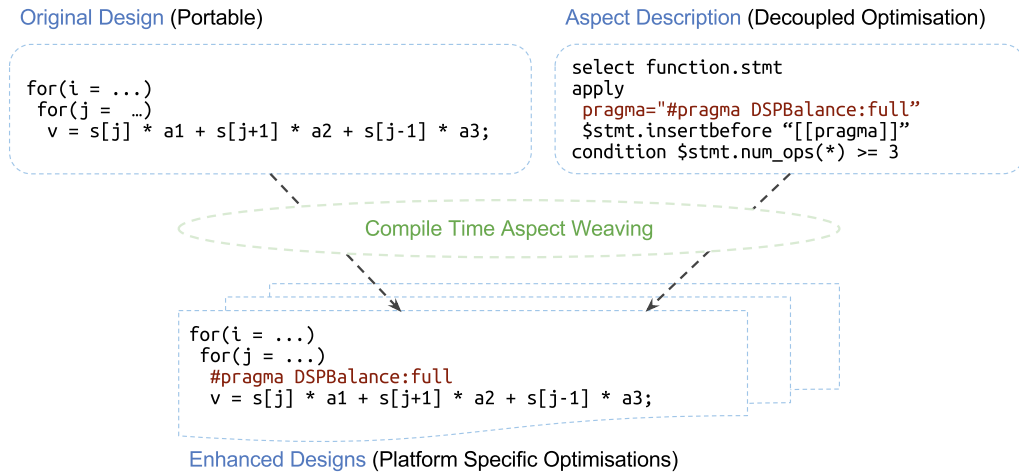 Original Design (Portable)
for(i = ...)
for(j = …)
v = s[j] * a1 + s[j+1] * a2 + s[j-1] * a3;
Aspect Description (Decoupled Optimisation)
select function.stmt
apply
pragma="#pragma DSPBalance:full”
$stmt.insertbefore “[[pragma]]”
condition $stmt.num_ops(*) >= 3
Compile Time Aspect Weaving
for(i = ...)
for(j = ...)
#pragma DSPBalance:full
v = s[j] * a1 + s[j+1] * a2 + s[j-1] * a3;
Enhanced Designs (Platform Specific Optimisations)